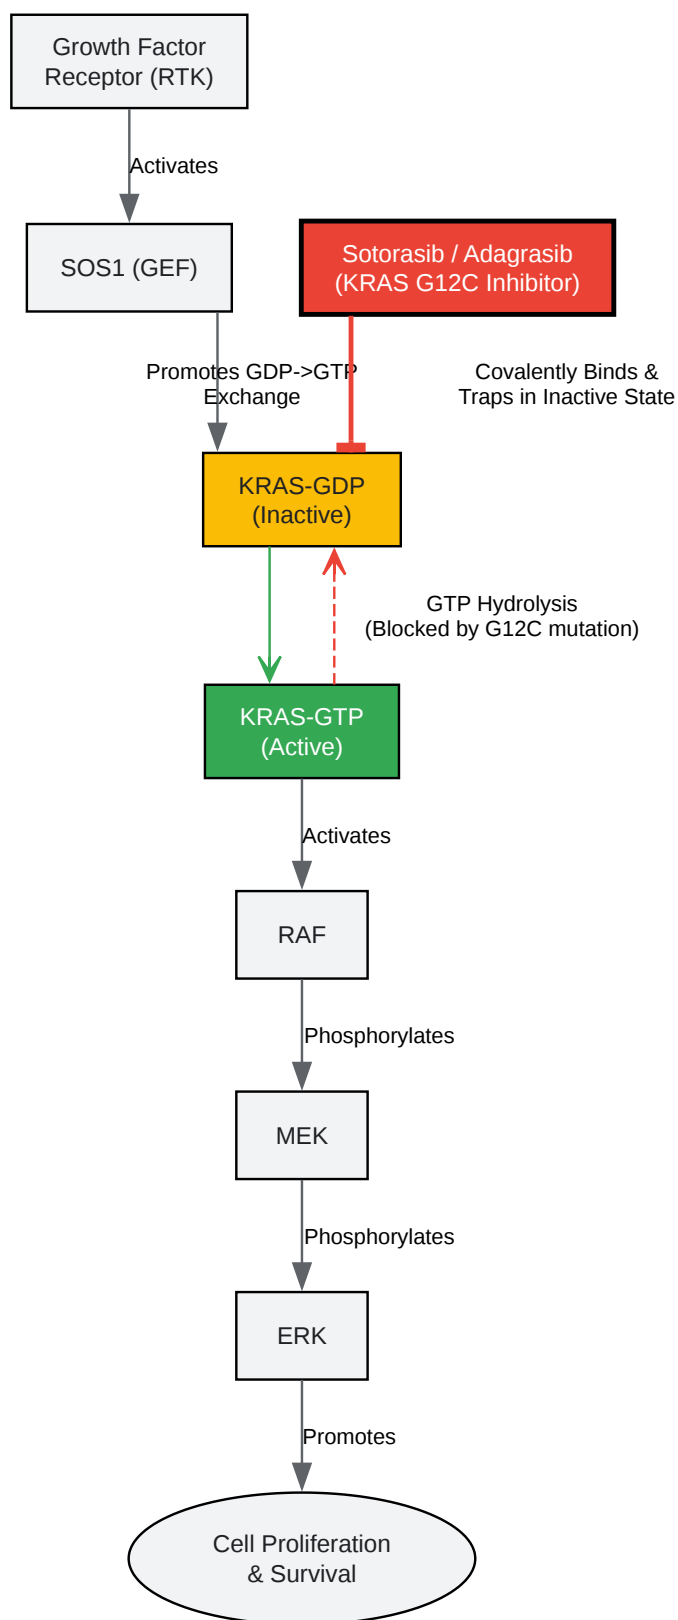 Growth Factor
Receptor (RTK)
Activates
SOS1 (GEF)
Sotorasib / Adagrasib
(KRAS G12C Inhibitor)
Promotes GDP->GTP
Exchange
Covalently Binds &
Traps in Inactive State
KRAS-GDP
(Inactive)
GTP Hydrolysis
(Blocked by G12C mutation)
KRAS-GTP
(Active)
Activates
RAF
Phosphorylates
MEK
Phosphorylates
ERK
Promotes
Cell Proliferation
& Survival